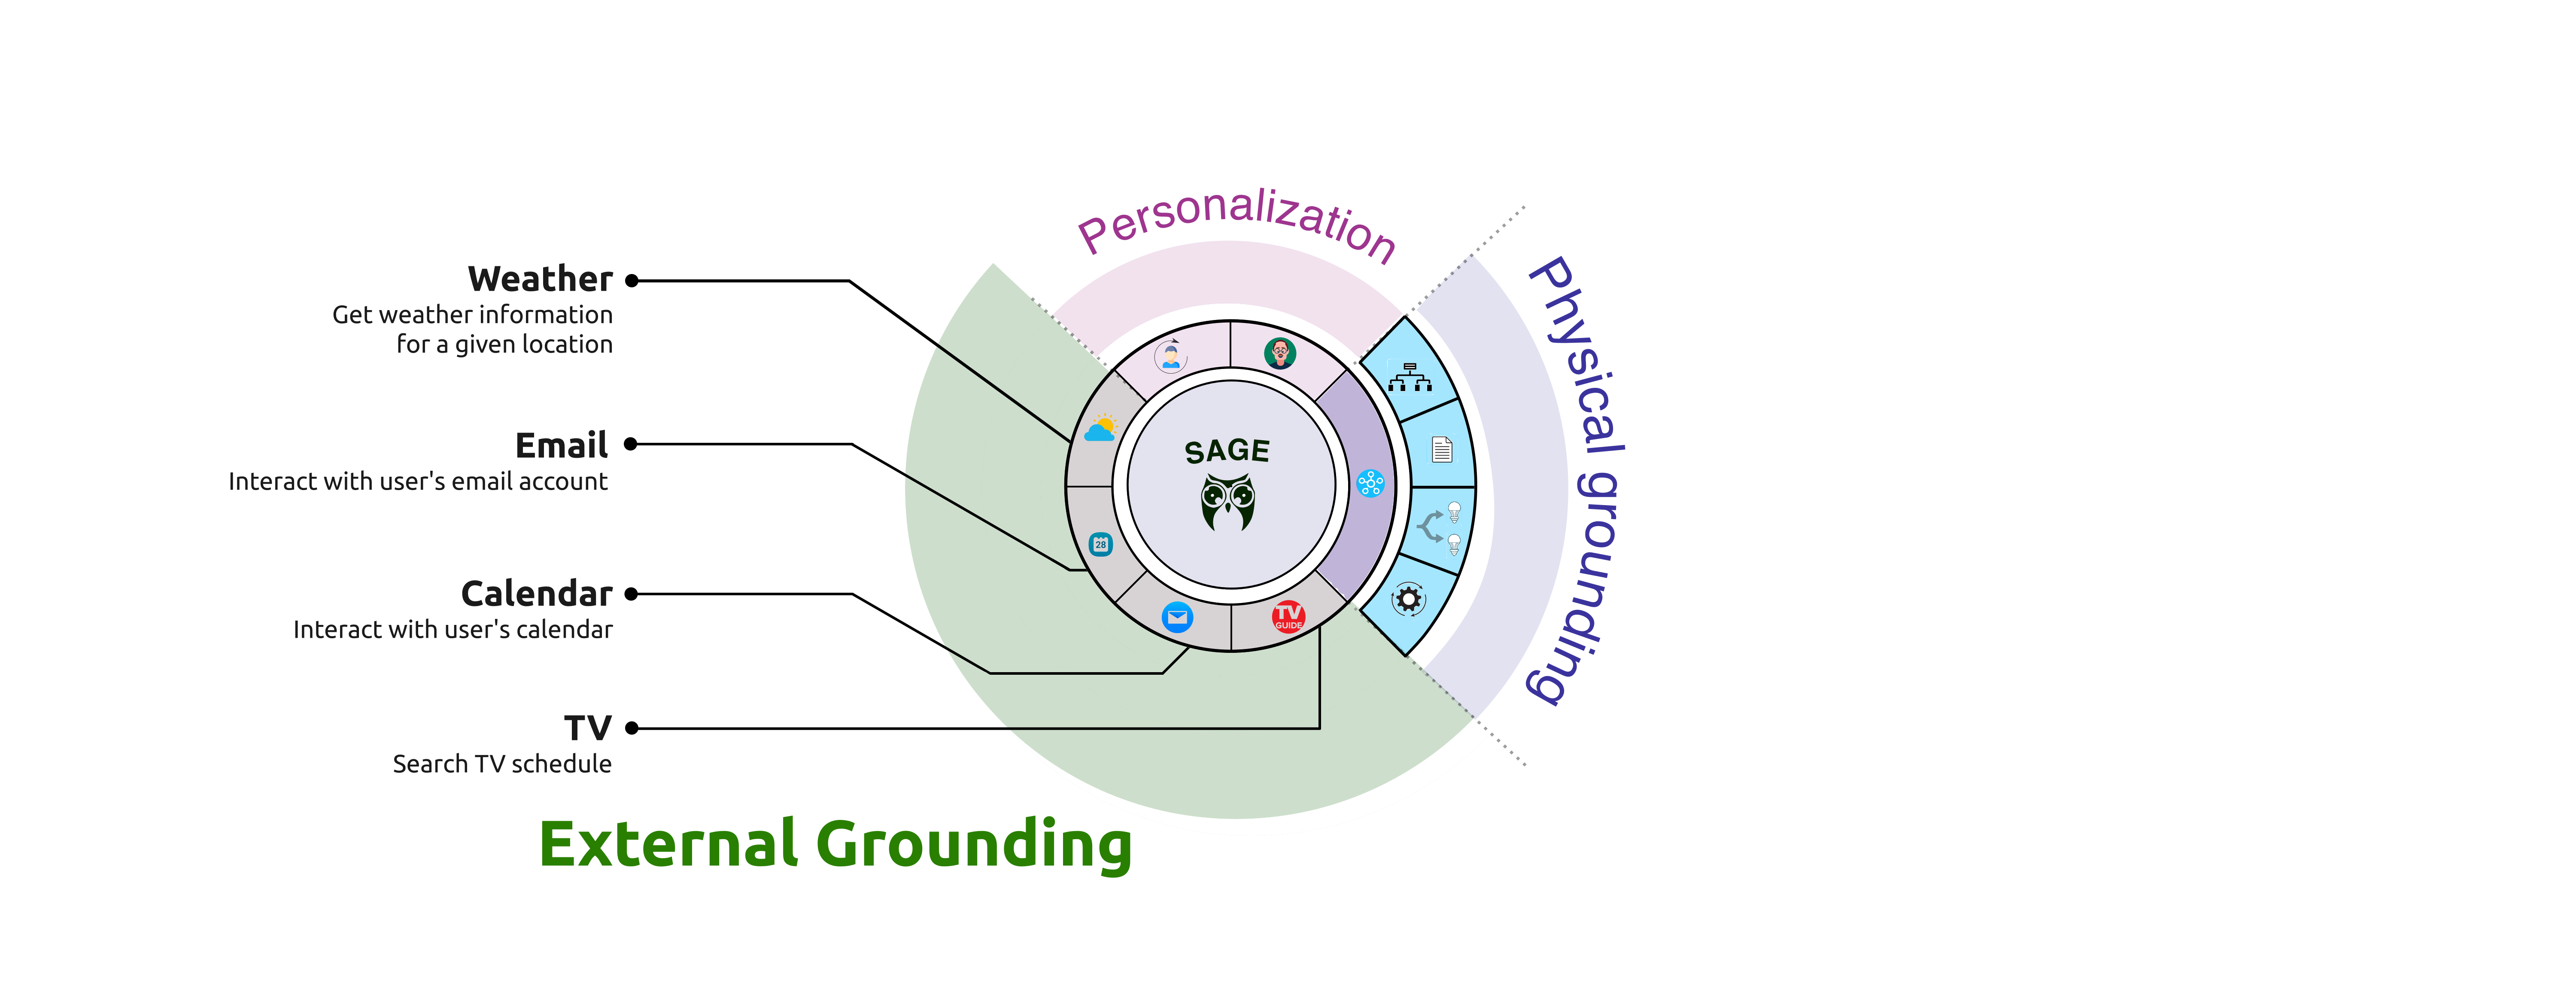 Personalization
Physical grounding
Weather
Get weather information
for a given location
Email
Interact with user's email account
Calendar
Interact with user's calendar
TV
Search TV schedule
External Grounding
SAGE
28
TV
GUIDE